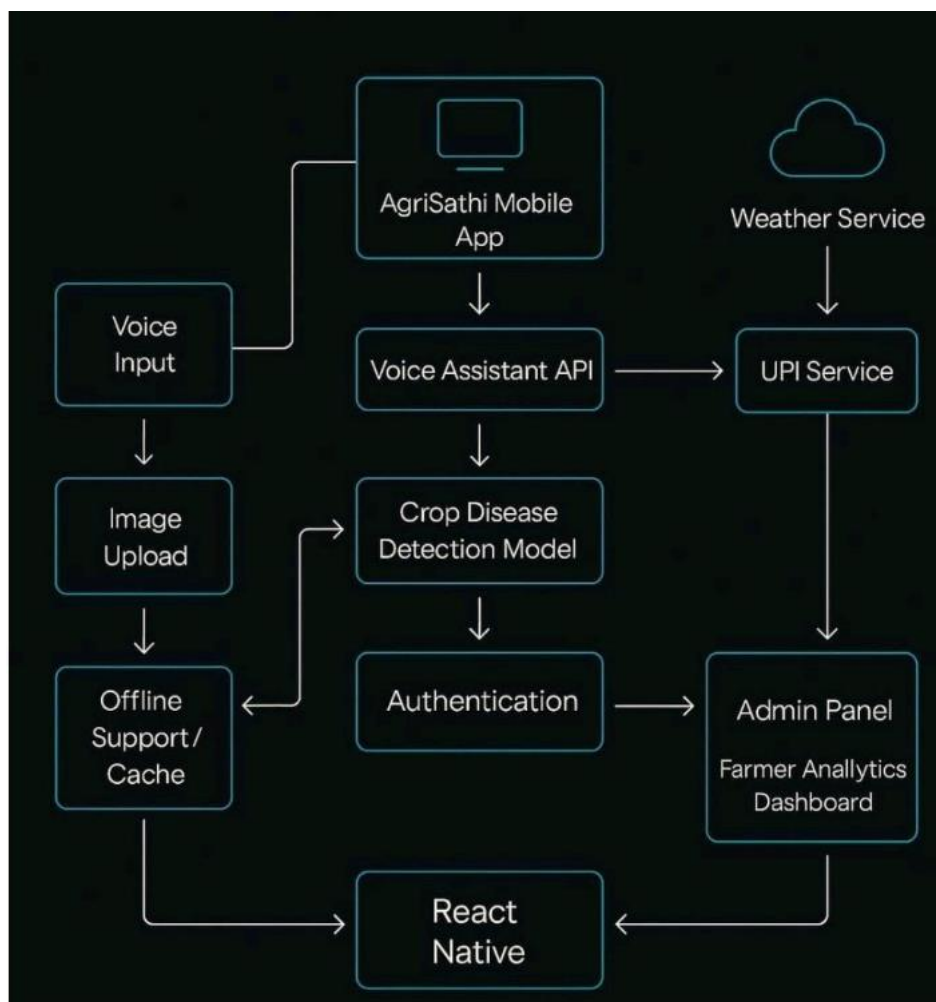 AgriSathi Mobile
App
Weather Service
Voice
Input
Voice Assistant API
UPI Service
Image
Upload
Crop Disease
Detection Model
Offline
Support/
Cache
Authentication
Admin Panel
Farmer Anallytics
Dashboard
React
Native